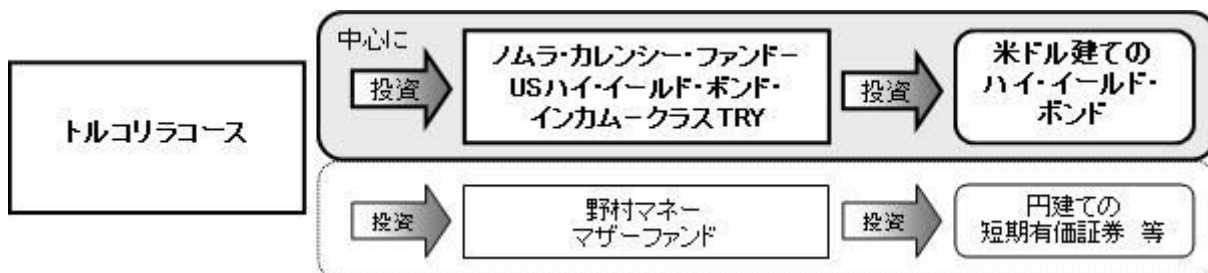 トルコリラコース
中心に
投資
ノムラ・カレンシー・ファンドー
USハイ・イールド・ボンド・
インカムークラスTRY
投資
米ドル建ての
ハイ・イールド・
ボンド
投資
野村マネー
マザーファンド
投資
円建ての
短期有価証券 等